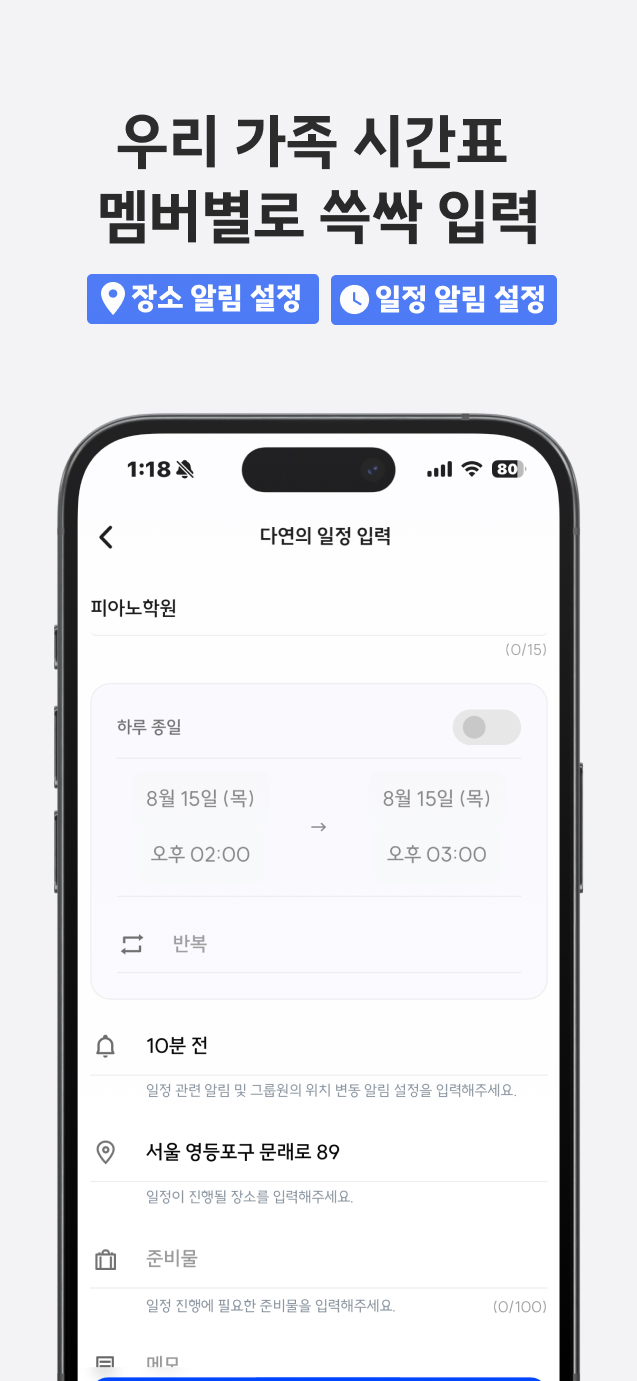 우리 가족 시간표
멤버별로 쓱싹 입력
장소 알림 설정 일정 알림 설정
1:18 80
다연의 일정 입력
피아노학원
(0/15)
하루 종일
8월 15일 (목) 8월 15일 (목)
→
오후 02:00 오후 03:00
반복
10분 전
일정 관련 알림 및 그룹원의 위치 변동 알림 설정을 입력해주세요.
서울 영등포구 문래로 89
일정이 진행될 장소를 입력해주세요.
준비물
일정 진행에 필요한 준비물을 입력해주세요. (0/100)
메모